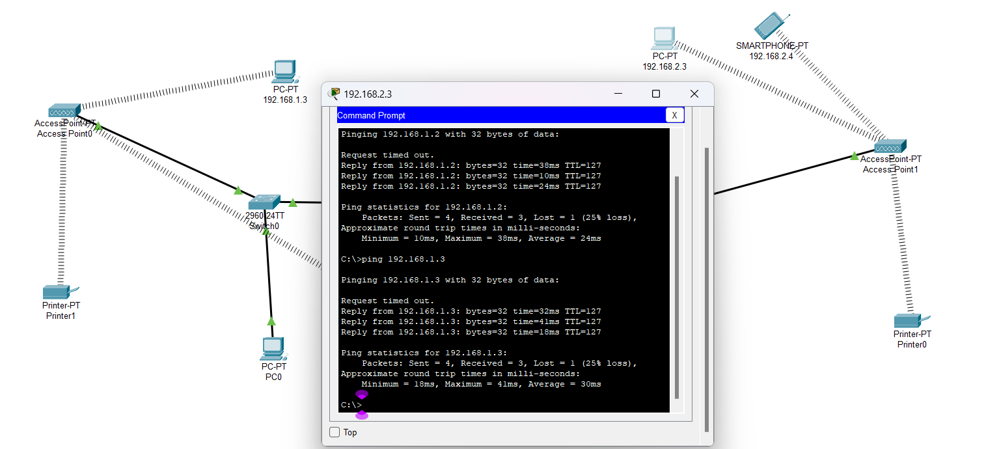 SMARTPHONE-PT
192.168.2.4
PC-PT
192.168.2.3
PC-PT
192.168.1.3
AccessPoint-PT
Access Point0
2960-24TT
Switch0
Printer-PT
Printer1
PC-PT
PC0
192.168.2.3
Command Prompt
X
Pinging 192.168.1.2 with 32 bytes of data:
Request timed out.
Reply from 192.168.1.2: bytes=32 time=38ms TTL=127
Reply from 192.168.1.2: bytes=32 time=10ms TTL=127
Reply from 192.168.1.2: bytes=32 time=24ms TTL=127
Ping statistics for 192.168.1.2:
Packets: Sent = 4, Received = 3, Lost = 1 (25% loss),
Approximate round trip times in milli-seconds:
Minimum = 10ms, Maximum = 38ms, Average = 24ms
C:\>ping 192.168.1.3
Pinging 192.168.1.3 with 32 bytes of data:
Request timed out.
Reply from 192.168.1.3: bytes=32 time=32ms TTL=127
Reply from 192.168.1.3: bytes=32 time=41ms TTL=127
Reply from 192.168.1.3: bytes=32 time=18ms TTL=127
Ping statistics for 192.168.1.3:
Packets: Sent = 4, Received = 3, Lost = 1 (25% loss),
Approximate round trip times in milli-seconds:
Minimum = 18ms, Maximum = 41ms, Average = 30ms
C:\>
Top
AccessPoint-PT
Access Point1
Printer-PT
Printer0